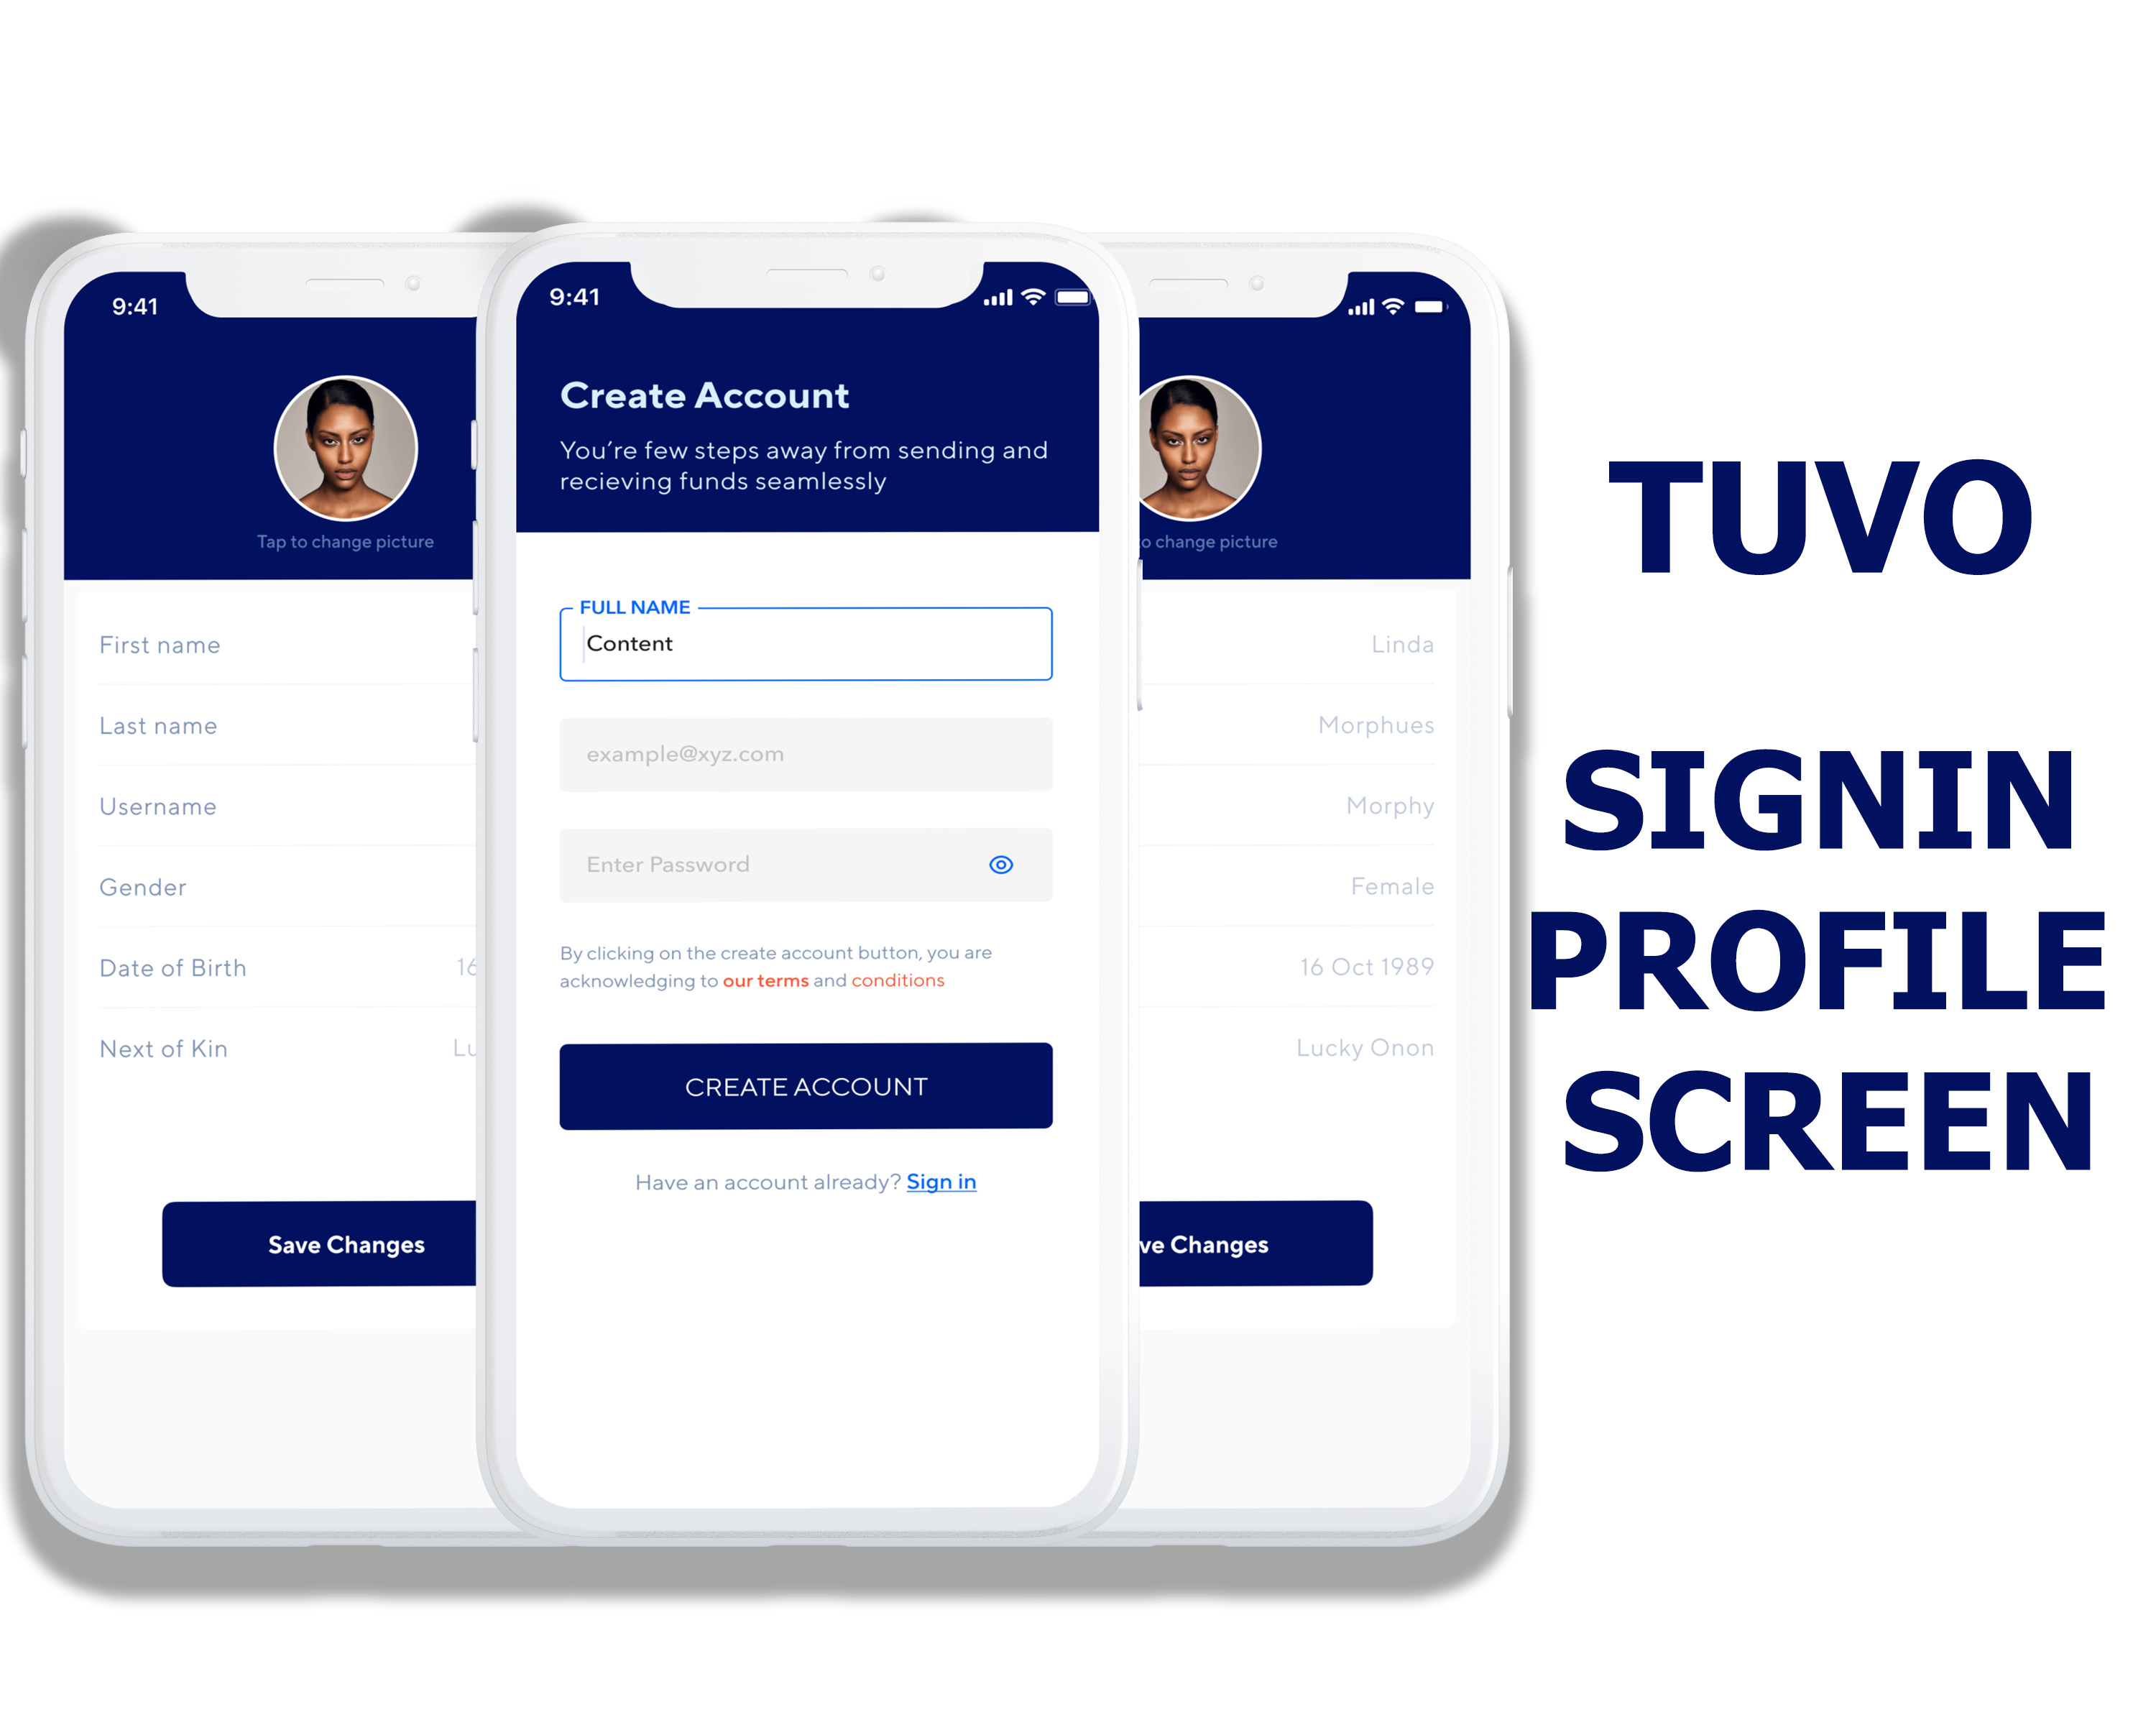 9:41
Tap to change picture
First name
Last name
Username
Gender
Date of Birth 16
Next of Kin Lu
Save Changes
9:41
Create Account
You’re few steps away from sending and
recieving funds seamlessly
FULL NAME
Content
example@xyz.com
Enter Password
By clicking on the create account button, you are
acknowledging to our terms and conditions
CREATE ACCOUNT
Have an account already? Sign in
o change picture
Linda
Morphues
Morphy
Female
16 Oct 1989
Lucky Onon
ve Changes
TUVO
SIGNIN
PROFILE
SCREEN